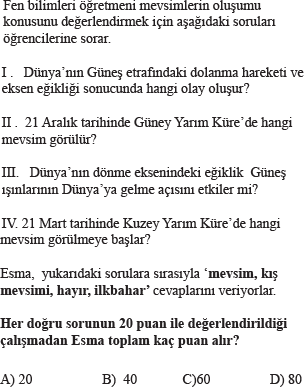 Fen bilimleri öğretmeni mevsimlerin oluşumu
konusunu değerlendirmek için aşağıdaki soruları
öğrencilerine sorar.
I . Dünya’nın Güneş etrafındaki dolanma hareketi ve
eksen eğikliği sonucunda hangi olay oluşur?
II . 21 Aralık tarihinde Güney Yarım Küre’de hangi
mevsim görülür?
III. Dünya’nın dönme eksenindeki eğiklik Güneş
ışınlarının Dünya’ya gelme açısını etkiler mi?
IV. 21 Mart tarihinde Kuzey Yarım Küre’de hangi
mevsim görülmeye başlar?
Esma, yukarıdaki sorulara sırasıyla ‘mevsim, kış
mevsimi, hayır, ilkbahar’ cevaplarını veriyorlar.
Her doğru sorunun 20 puan ile değerlendirildiği
çalışmadan Esma toplam kaç puan alır?
A) 20 B) 40 C)60 D) 80